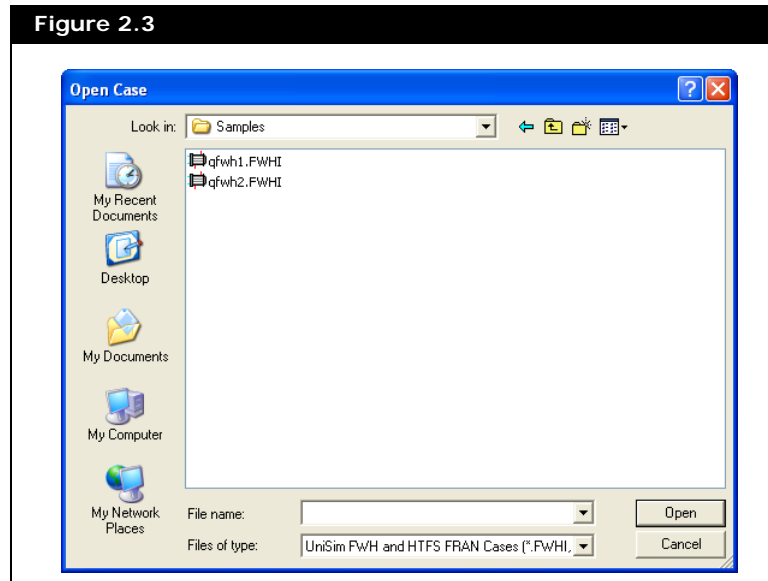 Figure 2.3
Open Case
Look in:
Samples
qfwh1.FWHI
qfwh2.FWHI
My Recent
Documents
Desktop
My Documents
My Computer
My Network
Places
File name:
Open
Files of type:
UniSim FWH and HTFS FRAN Cases (*.FWHI,
Cancel